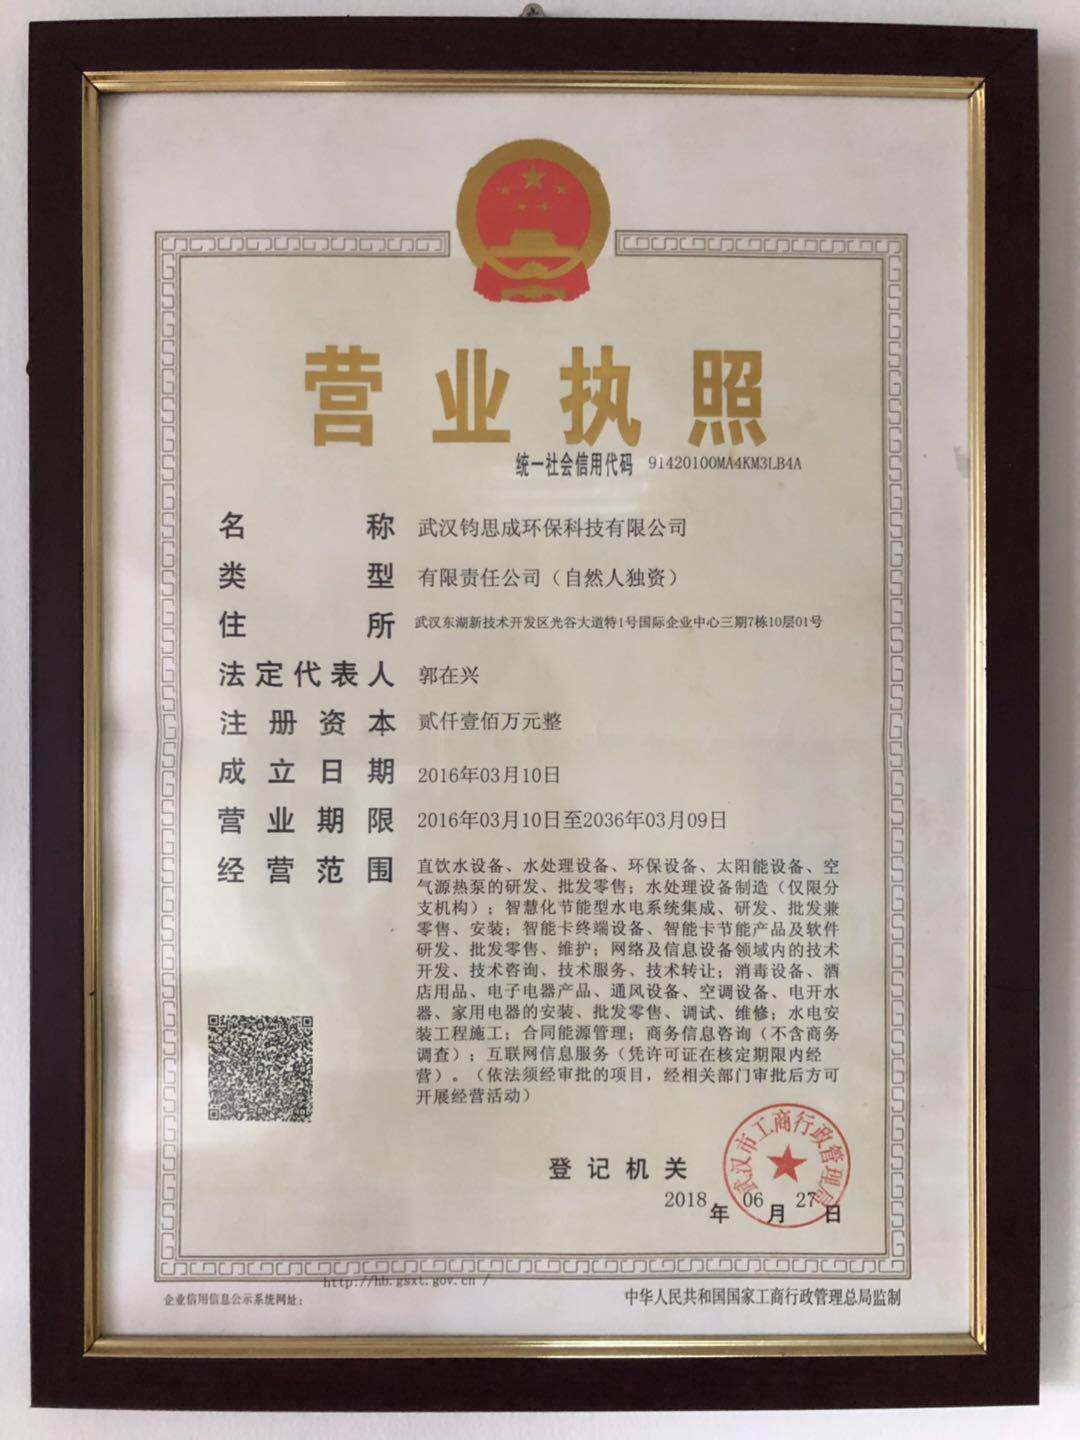 营业执照
统一社会信用代码 91420100MA4KM3LB4A
名称 武汉钧思成环保科技有限公司
类型 有限责任公司（自然人独资）
住所 武汉东湖新技术开发区光谷大道特1号国际企业中心三期7栋10层01号
法定代表人 郭在兴
注册资本 贰仟壹佰万元整
成立日期 2016年03月10日
营业期限 2016年03月10日至2036年03月09日
经营范围 直饮水设备、水处理设备、环保设备、太阳能设备、空
气源热泵的研发、批发零售；水处理设备制造（仅限分
支机构）；智慧化节能型水电系统集成、研发、批发兼
零售、安装；智能卡终端设备、智能卡节能产品及软件
研发、批发零售、维护；网络及信息设备领域内的技术
开发、技术咨询、技术服务、技术转让；消毒设备、酒
店用品、电子电器产品、通风设备、空调设备、电开水
器、家用电器的安装、批发零售、调试、维修；水电安
装工程施工；合同能源管理；商务信息咨询（不含商务
调查）；互联网信息服务（凭许可证在核定期限内经
营）。（依法须经审批的项目，经相关部门审批后方可
开展经营活动）
武汉市工商行政管理局
登记机关
2018年06月27日
http://hb.gsxt.gov.cn/
企业信用信息公示系统网址：
中华人民共和国国家工商行政管理总局监制